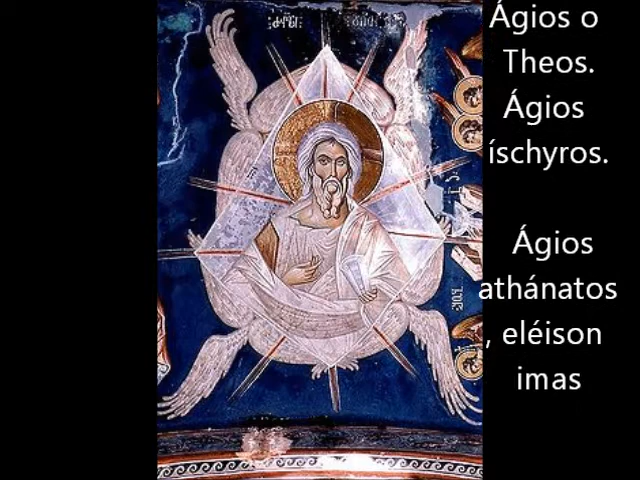 Ágios o
Theos.
Ágios
íschyros.
Ágios
athánatos
, eléison
imas